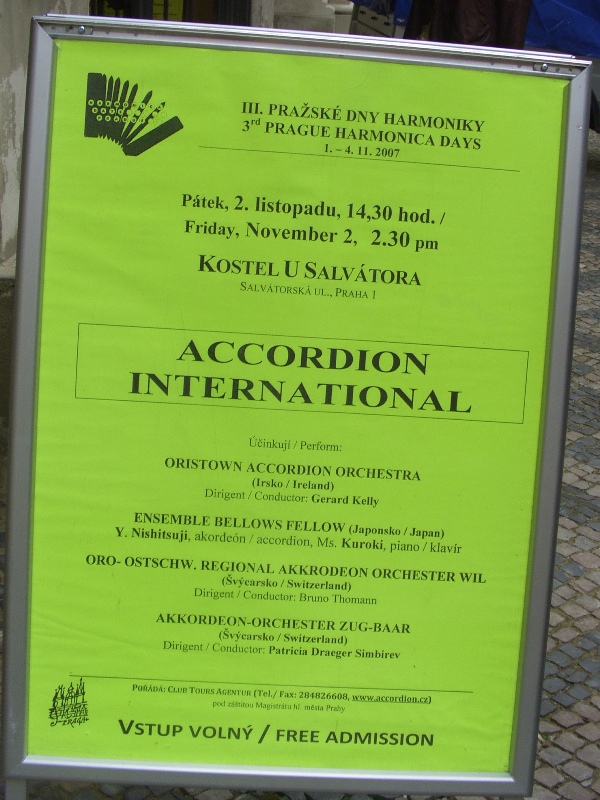 HARMONICA
DAYS
PRAGUE
III. PRAŽSKÉ DNY HARMONIKY
3rd PRAGUE HARMONICA DAYS
1. – 4. 11. 2007
Pátek, 2. listopadu, 14,30 hod. /
Friday, November 2, 2.30 pm
KOSTEL U SALVÁTORA
SALVÁTORSKÁ UL., PRAHA 1
ACCORDION
INTERNATIONAL
Účinkují / Perform:
ORISTOWN ACCORDION ORCHESTRA
(Irsko / Ireland)
Dirigent / Conductor: Gerard Kelly
ENSEMBLE BELLOWS FELLOW (Japonsko / Japan)
Y. Nishitsuji, akordeón / accordion, Ms. Kuroki, piano / klavír
ORO- OSTSCHW. REGIONAL AKKRODEON ORCHESTER WIL
(Švýcarsko / Switzerland)
Dirigent / Conductor: Bruno Thomann
AKKORDEON-ORCHESTER ZUG-BAAR
(Švýcarsko / Switzerland)
Dirigent / Conductor: Patricia Draeger Simbirev
POŘÁDÁ: CLUB TOURS AGENTUR (Tel./ Fax: 284826608, www.accordion.cz)
pod záštitou Magistrátu hl. města Prahy
VSTUP VOLNÝ / FREE ADMISSION